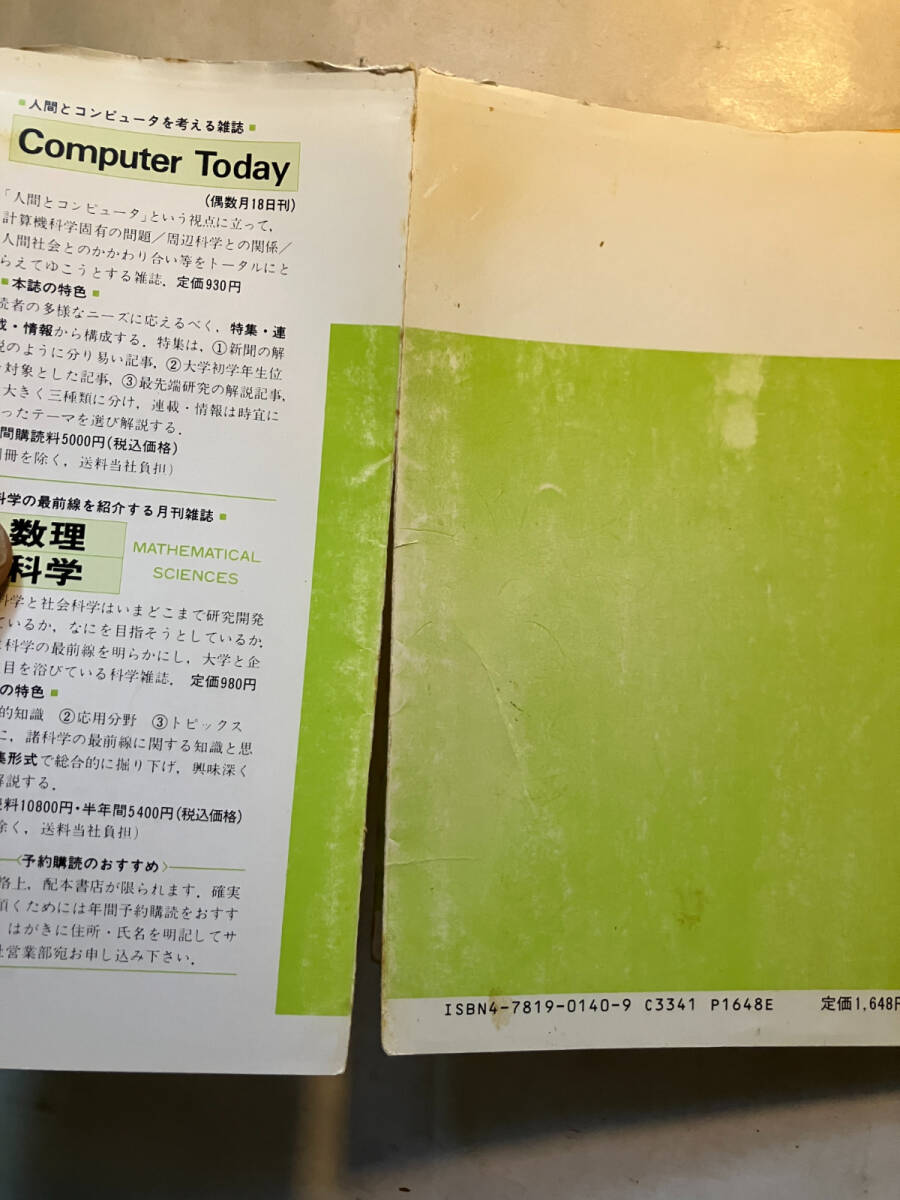 ■人間とコンピュータを考える雑誌■
Computer Today
(偶数月18日刊)
「人間とコンピュータ」という視点に立って,
計算機科学固有の問題/周辺科学との関係/
人間社会とのかかわり合い等をトータルにと
らえてゆこうとする雑誌. 定価930円
■本誌の特色■
読者の多様なニーズに応えるべく, 特集・連
載・情報から構成する. 特集は, ①新聞の解
説のように分り易い記事, ②大学初学年生位
対象とした記事, ③最先端研究の解説記事,
大きく三種類に分け, 連載・情報は時宜に
ったテーマを選び解説する.
間購読料5000円(税込価格)
冊を除く, 送料当社負担)
科学の最前線を紹介する月刊雑誌■
数理
科学
MATHEMATICAL
SCIENCES
科学と社会科学はいまどこまで研究開発
ているか, なにを目指そうとしているか.
科学の最前線を明らかにし, 大学と企
目を浴びている科学雑誌. 定価980円
の特色■
的知識 ②応用分野 ③トピックス
に, 諸科学の最前線に関する知識と思
集形式で総合的に掘り下げ, 興味深く
解説する.
読料10800円・半年間5400円(税込価格)
除く, 送料当社負担)
〈予約購読のおすすめ〉
格上, 配本書店が限られます. 確実
頂くためには年間予約購読をおすす
はがきに住所・氏名を明記してサ
社営業部宛お申し込み下さい.
ISBN4-7819-0140-9 C3341 P1648E 定価1,648円